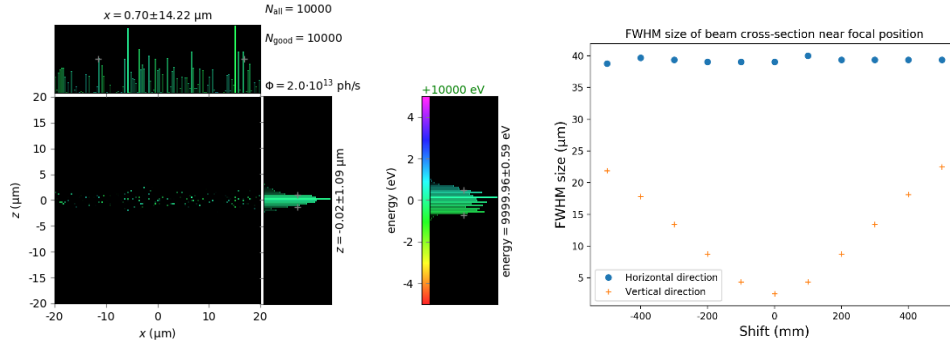 x = 0.70±14.22 µm
N_all = 10000
N_good = 10000
Φ = 2.0·10¹³ ph/s
20
15
10
5
0
-5
-10
-15
-20
z (µm)
-20
-10
0
10
20
x (µm)
z = -0.02±1.09 µm
+10000 eV
4
2
0
-2
-4
energy (eV)
energy = 9999.96±0.59 eV
FWHM size of beam cross-section near focal position
40
35
30
25
20
15
10
5
FWHM size (µm)
Horizontal direction
Vertical direction
-400
-200
0
200
400
Shift (mm)